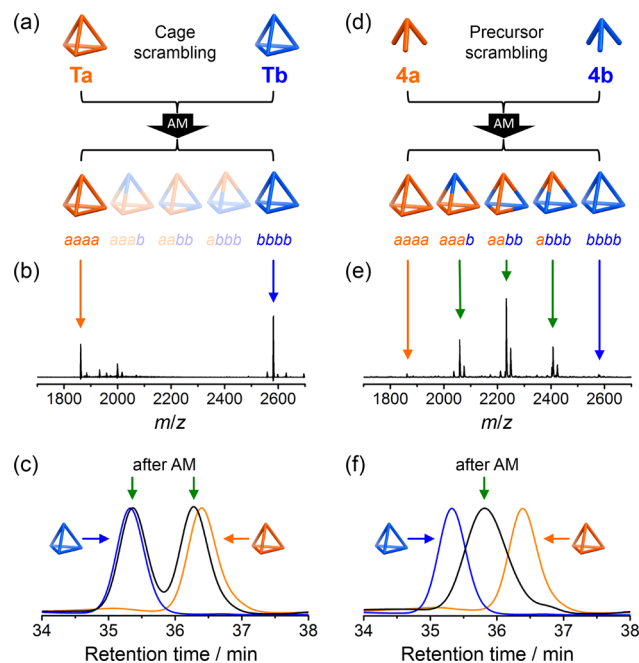 (a)
Cage
scrambling
Ta
Tb
AM
aaaa aaab aabb abbb bbbb
(b)
1800 2000 2200 2400 2600
m/z
(c)
after AM
34 35 36 37 38
Retention time / min
(d)
Precursor
scrambling
4a
4b
AM
aaaa aaab aabb abbb bbbb
(e)
1800 2000 2200 2400 2600
m/z
(f)
after AM
34 35 36 37 38
Retention time / min